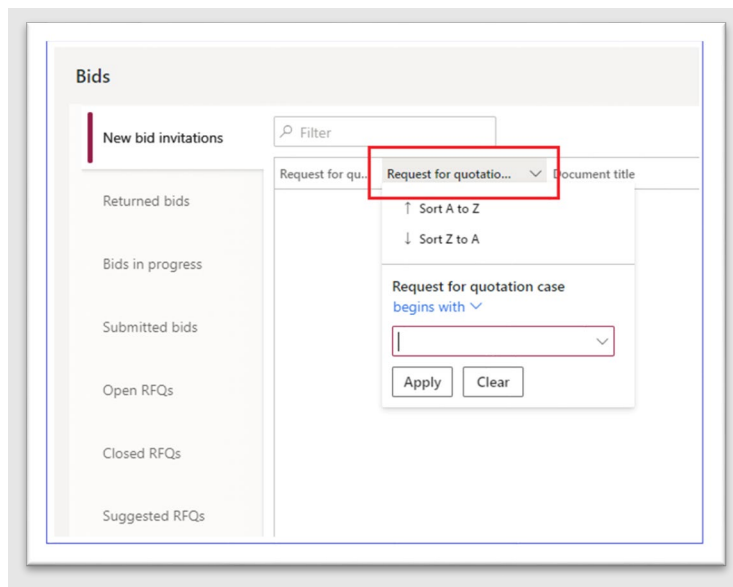 Bids
New bid invitations
Returned bids
Bids in progress
Submitted bids
Open RFQs
Closed RFQs
Suggested RFQs
Filter
Request for qu.. Request for quotatio... Document title
↑ Sort A to Z
↓ Sort Z to A
Request for quotation case
begins with
Apply Clear